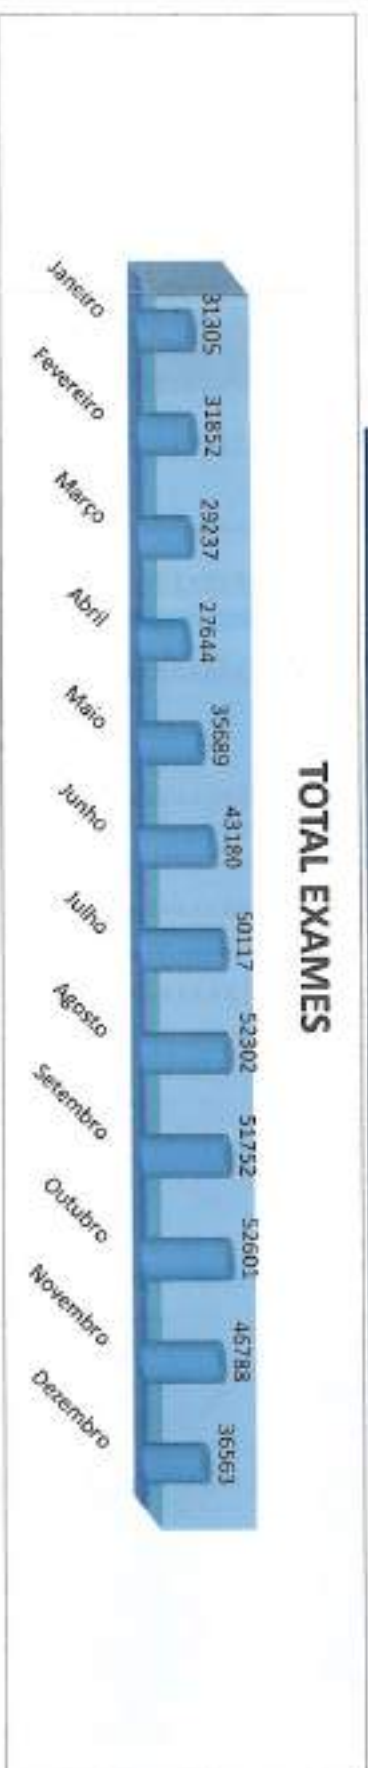 TOTAL EXAMES
31305
31852
29237
27644
35689
43180
50117
52302
51752
52601
46788
36563
Janeiro
Fevereiro
Março
Abril
Maio
Junho
Julho
Agosto
Setembro
Outubro
Novembro
Dezembro